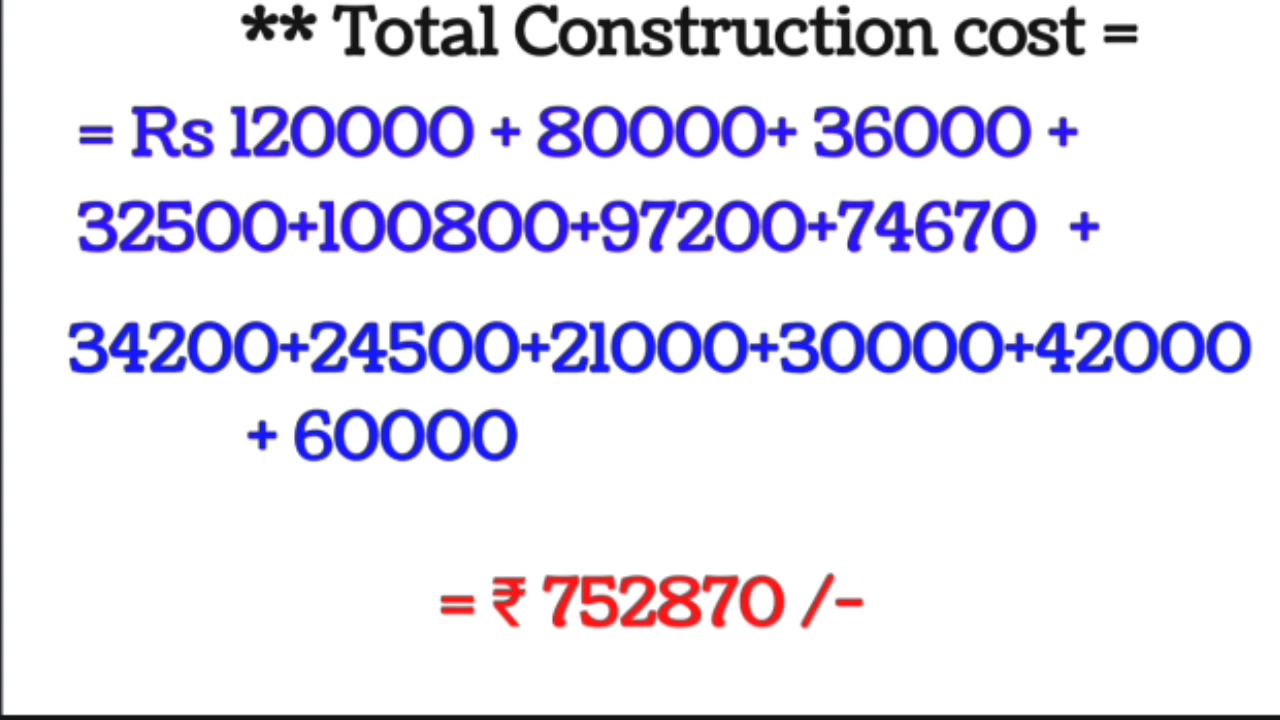 ** Total Construction cost =
= Rs 120000 + 80000+ 36000 +
32500+100800+97200+74670 +
34200+24500+21000+30000+42000
+ 60000
= ₹ 752870 /-